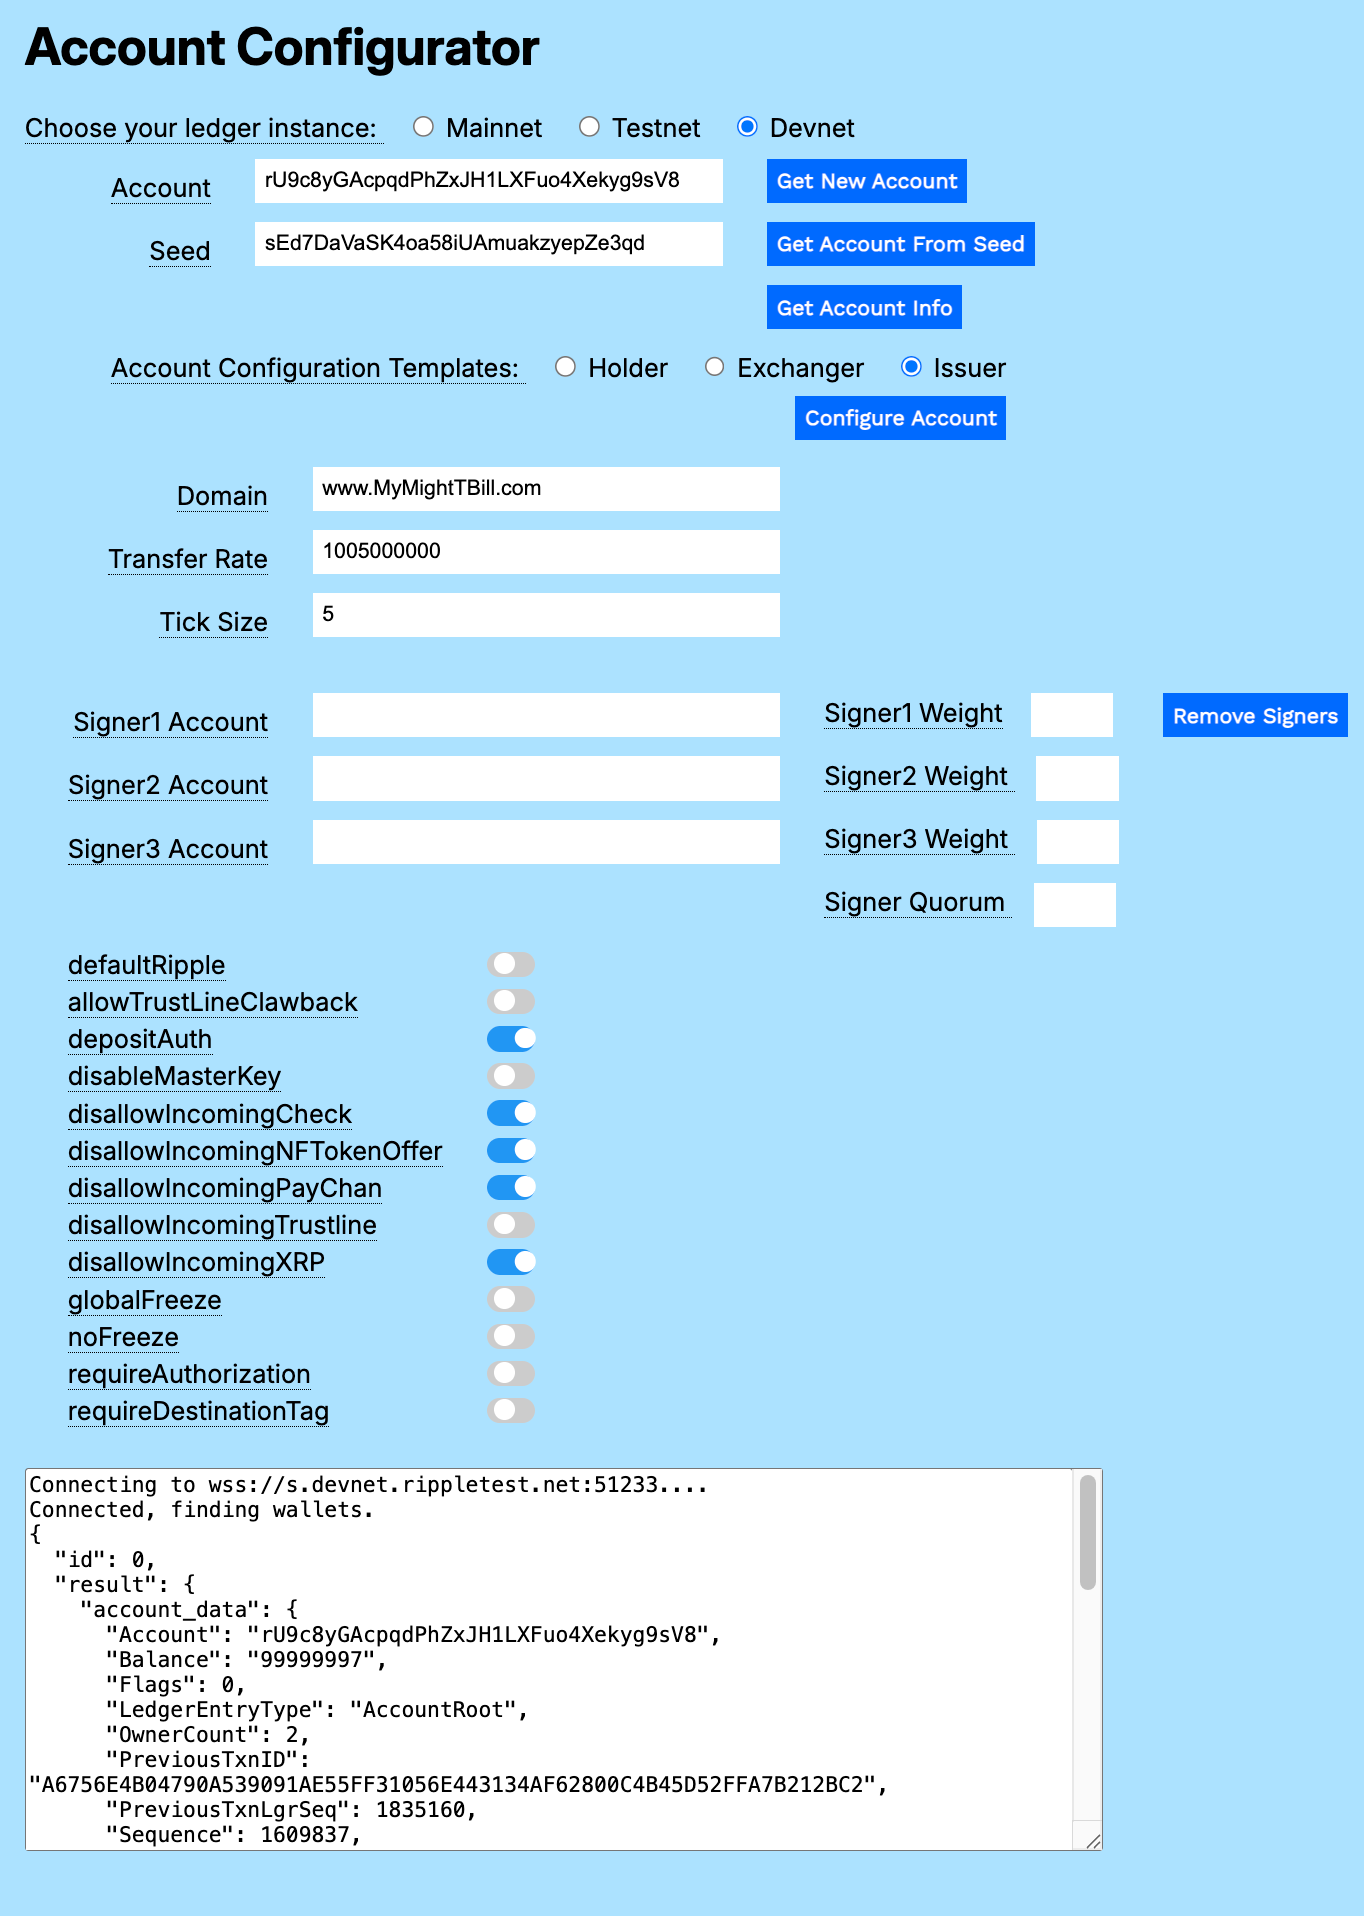 Account Configurator
Choose your ledger instance: Mainnet Testnet Devnet
Account rU9c8yGAcpqdPhZxJH1LXFuo4Xekyg9sV8 Get New Account
Seed sEd7DaVaSK4oa58iUAmuakzyepZe3qd Get Account From Seed
Get Account Info
Account Configuration Templates: Holder Exchanger Issuer
Configure Account
Domain www.MyMightTBill.com
Transfer Rate 1005000000
Tick Size 5
Signer1 Account Signer1 Weight Remove Signers
Signer2 Account Signer2 Weight
Signer3 Account Signer3 Weight
Signer Quorum
defaultRipple
allowTrustLineClawback
depositAuth
disableMasterKey
disallowIncomingCheck
disallowIncomingNFTokenOffer
disallowIncomingPayChan
disallowIncomingTrustline
disallowIncomingXRP
globalFreeze
noFreeze
requireAuthorization
requireDestinationTag
Connecting to wss://s.devnet.rippletest.net:51233....
Connected, finding wallets.
{
"id": 0,
"result": {
"account_data": {
"Account": "rU9c8yGAcpqdPhZxJH1LXFuo4Xekyg9sV8",
"Balance": "99999997",
"Flags": 0,
"LedgerEntryType": "AccountRoot",
"OwnerCount": 2,
"PreviousTxnID":
"A6756E4B04790A539091AE55FF31056E443134AF62800C4B45D52FFA7B212BC2",
"PreviousTxnLgrSeq": 1835160,
"Sequence": 1609837,